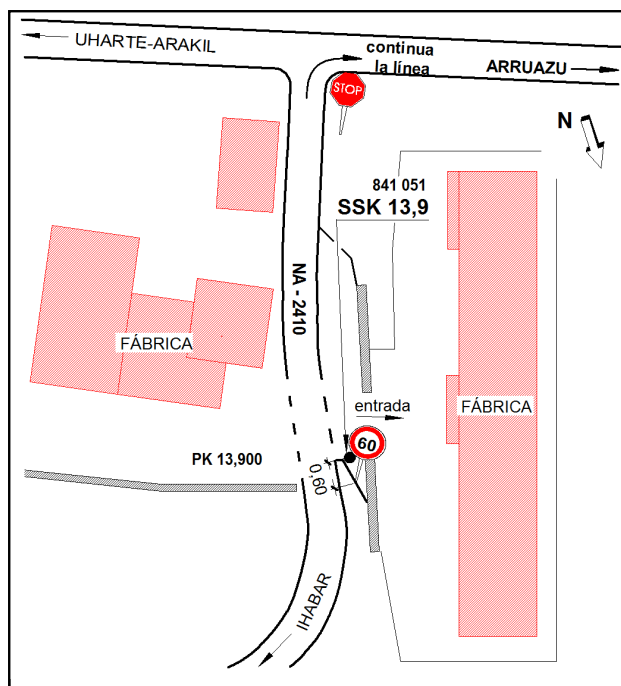 UHARTE-ARAKIL
continua
la línea
ARRUAZU
STOP
N
841 051
SSK 13,9
NA - 2410
FÁBRICA
entrada
FÁBRICA
60
PK 13,900
0,60
IHABAR